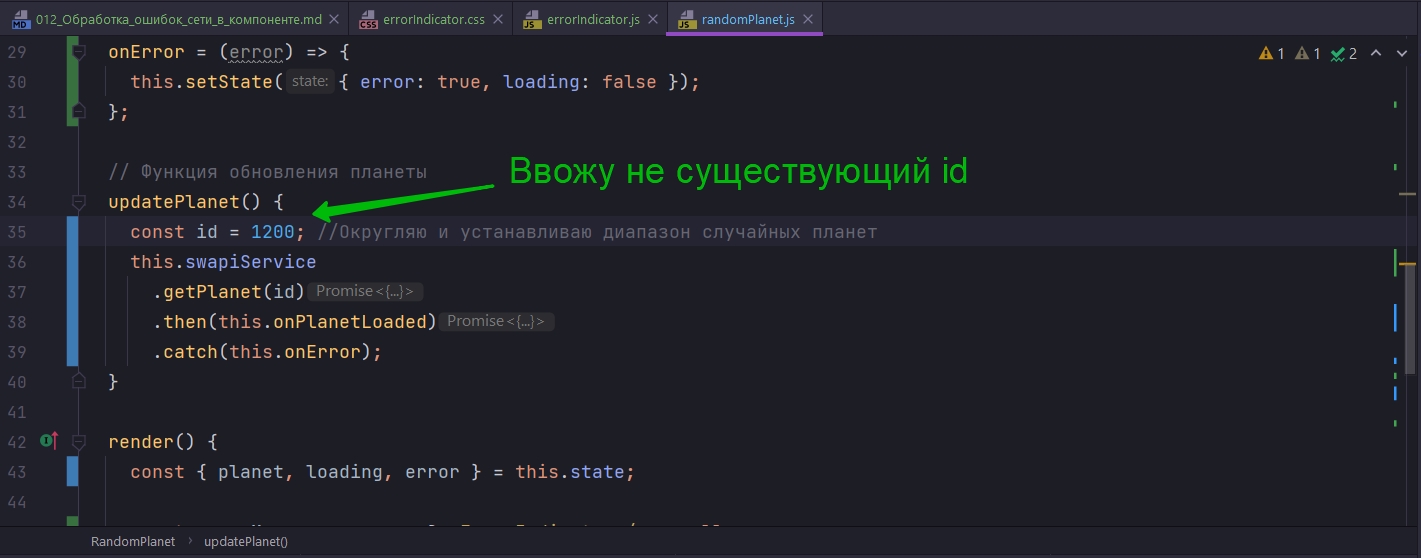 MD 012_Обработка_ошибок_сети_в_компоненте.md CSS errorIndicator.css JS errorIndicator.js JS randomPlanet.js
29 onError = (error) => { 1 1 2
30 this.setState( state: { error: true, loading: false });
31 };
32
33 // Функция обновления планеты
Ввожу не существующий id
34 updatePlanet() {
35 const id = 1200; //Округляю и устанавливаю диапазон случайных планет
36 this.swapiService
37 .getPlanet(id) Promise<{...}>
38 .then(this.onPlanetLoaded) Promise<{...}>
39 .catch(this.onError);
40 }
41
42 render() {
43 const { planet, loading, error } = this.state;
44
RandomPlanet › updatePlanet()